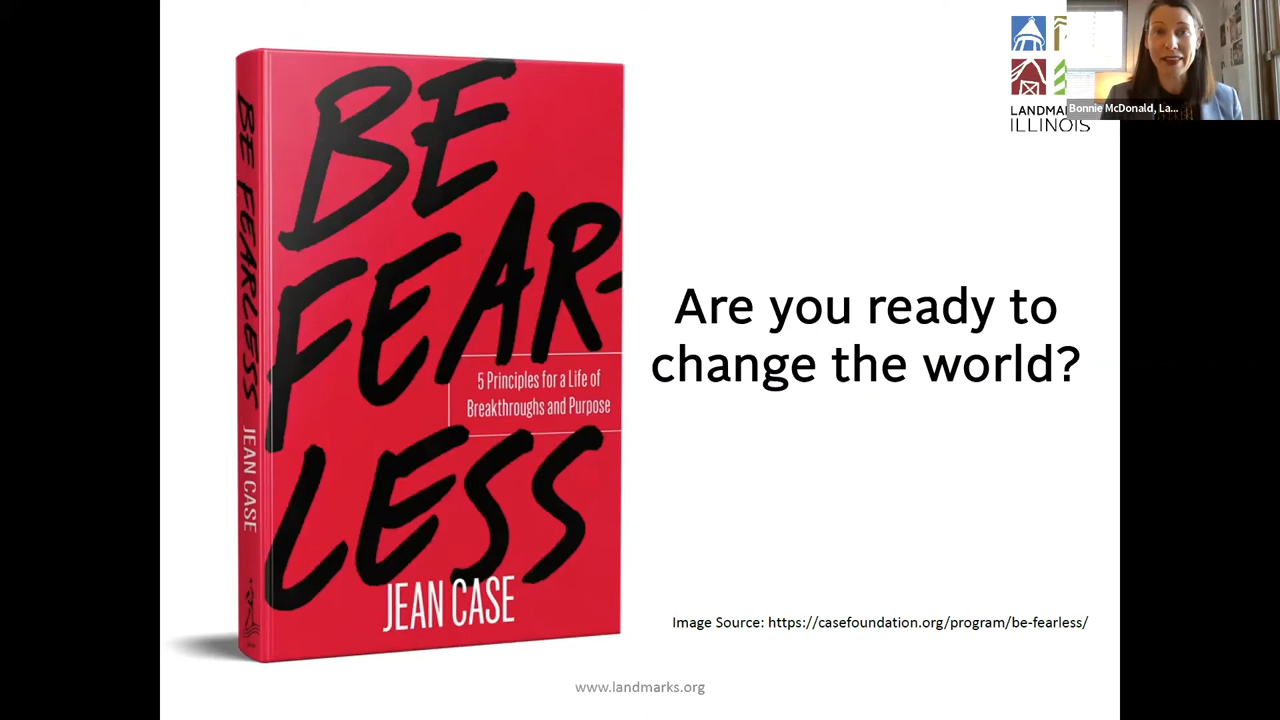 BE
FEAR-
LESS
5 Principles for a Life of
Breakthroughs and Purpose
JEAN CASE
BE FEARLESS JEAN CASE
Are you ready to
change the world?
Image Source: https://casefoundation.org/program/be-fearless/
www.landmarks.org
ILLINOIS
Bonnie McDonald, La...